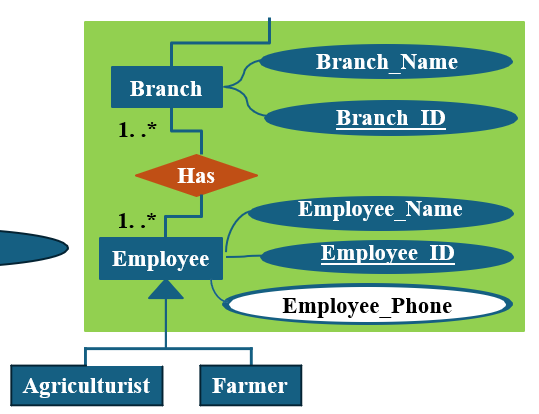 Branch_Name
Branch
Branch_ID
1. .*
Has
1. .*
Employee_Name
Employee
Employee_ID
Employee_Phone
Agriculturist
Farmer